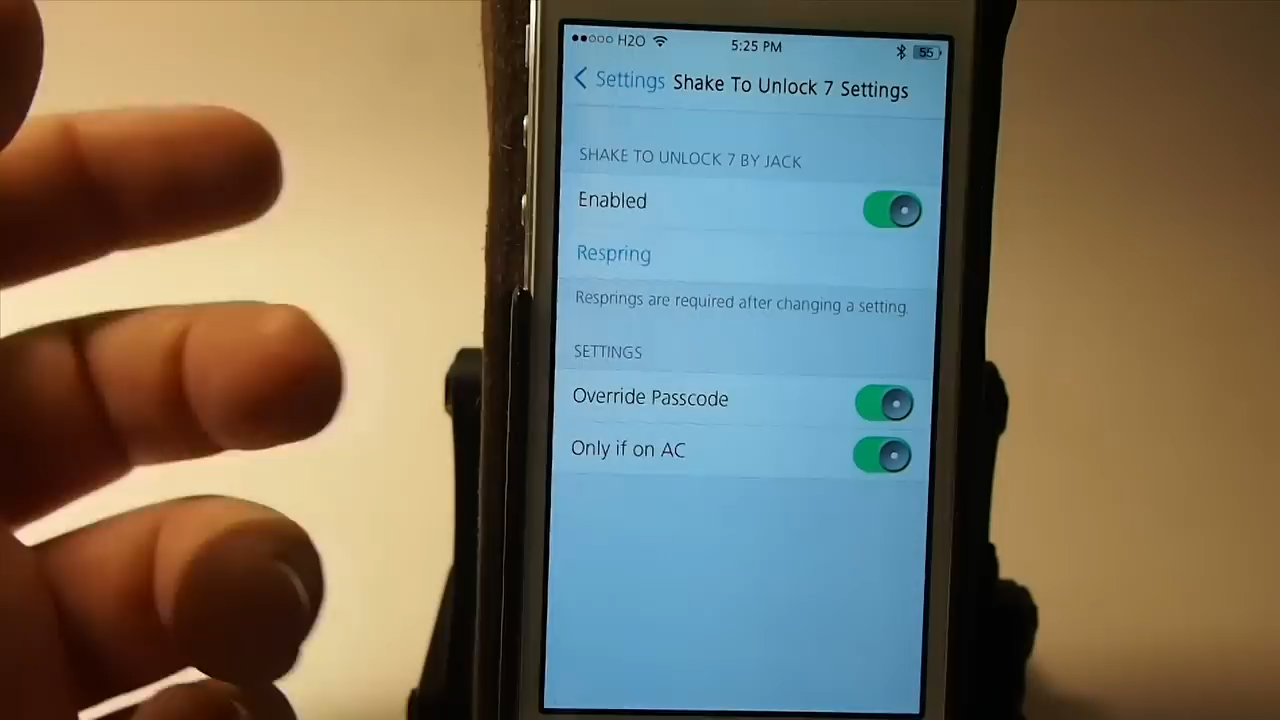 H2O 5:25 PM 55
Settings Shake To Unlock 7 Settings
SHAKE TO UNLOCK 7 BY JACK
Enabled
Respring
Resprings are required after changing a setting.
SETTINGS
Override Passcode
Only if on AC